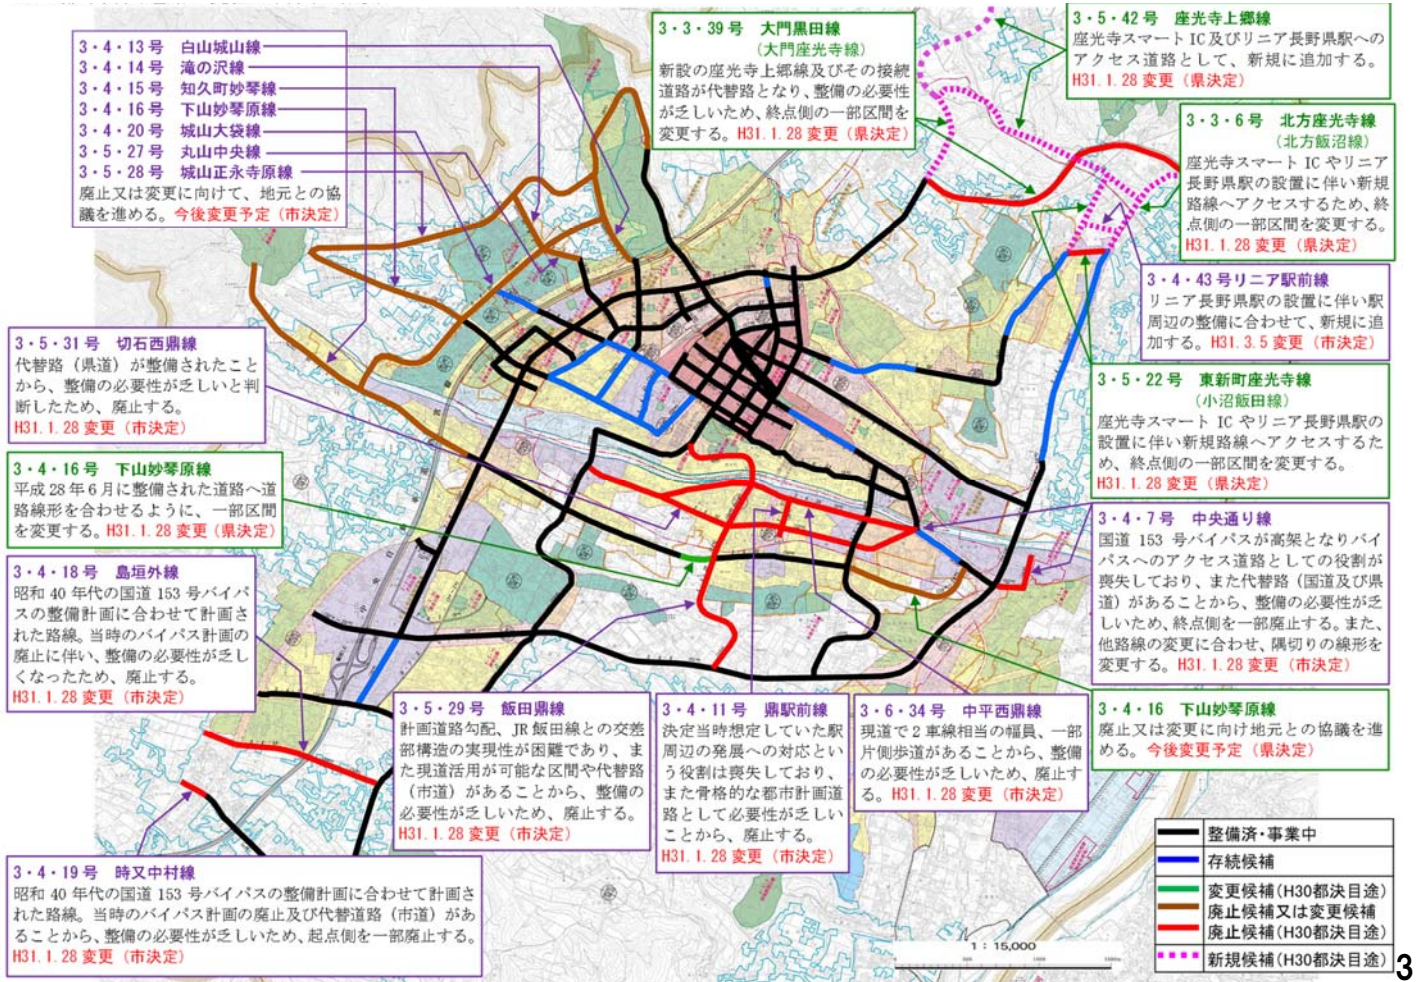 3・4・13号 白山城山線
3・4・14号 滝の沢線
3・4・15号 知久町妙琴線
3・4・16号 下山妙琴原線
3・4・20号 城山大袋線
3・5・27号 丸山中央線
3・5・28号 城山正永寺原線
廃止又は変更に向けて、地元との協
議を進める。今後変更予定（市決定）
3・3・39号 大門黒田線
（大門座光寺線）
新設の座光寺上郷線及びその接続
道路が代替路となり、整備の必要性
が乏しいため、終点側の一部区間を
変更する。H31.1.28 変更（県決定）
3・5・42号 座光寺上郷線
座光寺スマートIC及びリニア長野県駅への
アクセス道路として、新規に追加する。
H31.1.28 変更（県決定）
3・3・6号 北方座光寺線
（北方飯沼線）
座光寺スマートICやリニア
長野県駅の設置に伴い新規
路線へアクセスするため、終
点側の一部区間を変更する。
H31.1.28 変更（県決定）
3・4・43号リニア駅前線
リニア長野県駅の設置に伴い駅
周辺の整備に合わせて、新規に追
加する。H31.3.5 変更（市決定）
3・5・31号 切石西鼎線
代替路（県道）が整備されたこと
から、整備の必要性が乏しいと判
断したため、廃止する。
H31.1.28 変更（市決定）
3・5・22号 東新町座光寺線
（小沼飯田線）
座光寺スマートICやリニア長野県駅の
設置に伴い新規路線へアクセスするた
め、終点側の一部区間を変更する。
H31.1.28 変更（県決定）
3・4・16号 下山妙琴原線
平成28年6月に整備された道路へ道
路線形を合わせるように、一部区間
を変更する。H31.1.28 変更（県決定）
3・4・7号 中央通り線
国道153号バイパスが高架となりバイ
パスへのアクセス道路としての役割が
喪失しており、また代替路（国道及び県
道）があることから、整備の必要性が乏
しいため、終点側を一部廃止する。また、
他路線の変更に合わせ、隅切りの線形を
変更する。H31.1.28 変更（市決定）
3・4・18号 島垣外線
昭和40年代の国道153号バイパ
スの整備計画に合わせて計画さ
れた路線。当時のバイパス計画の
廃止に伴い、整備の必要性が乏し
くなったため、廃止する。
H31.1.28 変更（市決定）
3・5・29号 飯田鼎線
計画道路勾配、JR飯田線との交差
部構造の実現性が困難であり、ま
た現道活用が可能な区間や代替路
（市道）があることから、整備の
必要性が乏しいため、廃止する。
H31.1.28 変更（市決定）
3・4・11号 鼎駅前線
決定当時想定していた駅
周辺の発展への対応とい
う役割は喪失しており、
また骨格的な都市計画道
路として必要性が乏しい
ことから、廃止する。
H31.1.28 変更（市決定）
3・6・34号 中平西鼎線
現道で2車線相当の幅員、一部
片側歩道があることから、整備
の必要性が乏しいため、廃止す
る。H31.1.28 変更（市決定）
3・4・16 下山妙琴原線
廃止又は変更に向け地元との協議を進
める。今後変更予定（県決定）
3・4・19号 時又中村線
昭和40年代の国道153号バイパスの整備計画に合わせて計画さ
れた路線。当時のバイパス計画の廃止及び代替道路（市道）があ
ることから、整備の必要性が乏しいため、起点側を一部廃止する。
H31.1.28 変更（市決定）
整備済・事業中
存続候補
変更候補(H30都決目途)
廃止候補又は変更候補
廃止候補(H30都決目途)
新規候補(H30都決目途)
1：15,000
3